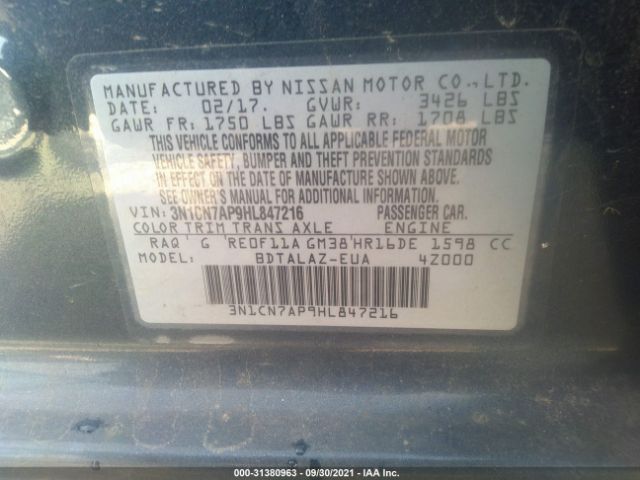 MANUFACTURED BY NISSAN MOTOR CO., LTD.
DATE: 02/17. GVWR: 3426 LBS
GAWR FR: 1750 LBS GAWR RR: 1708 LBS
THIS VEHICLE CONFORMS TO ALL APPLICABLE FEDERAL MOTOR
VEHICLE SAFETY, BUMPER AND THEFT PREVENTION STANDARDS
IN EFFECT ON THE DATE OF MANUFACTURE SHOWN ABOVE.
SEE OWNER'S MANUAL FOR ADDITIONAL INFORMATION.
VIN: 3N1CN7AP9HL847216 PASSENGER CAR.
COLOR TRIM TRANS AXLE ENGINE
RAQ G RE0F11A GM38 HR16DE 1598 CC
MODEL: BDTALAZ-EUA 4Z000
3N1CN7AP9HL847216
000-31380963 - 09/30/2021 - IAA Inc.